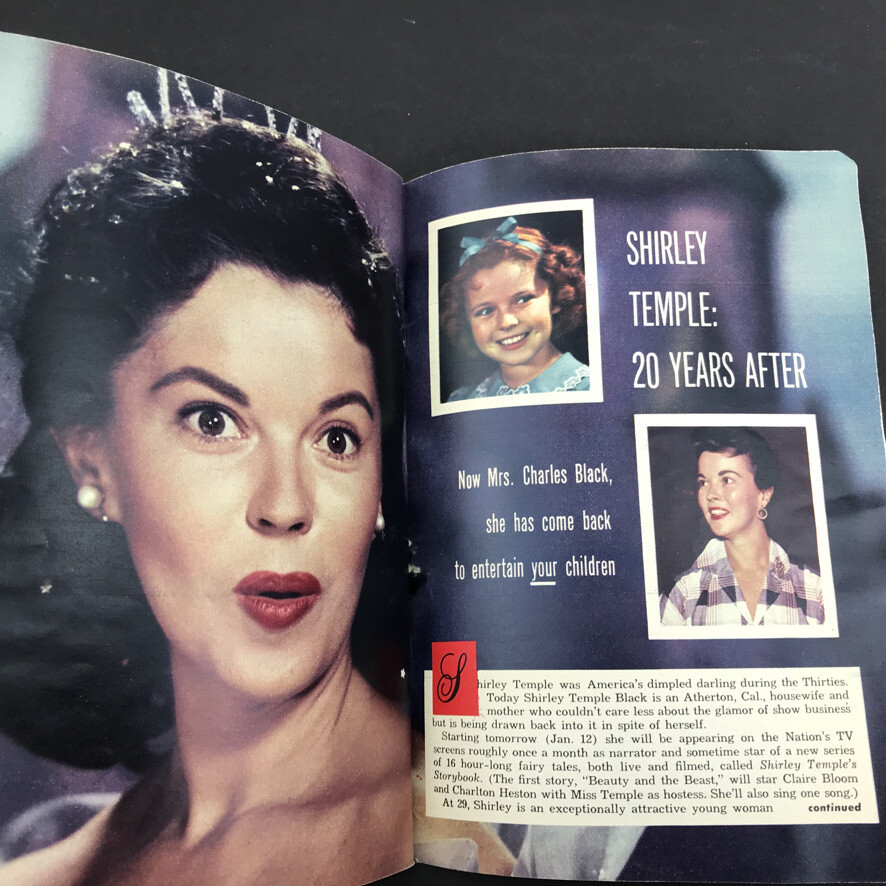 SHIRLEY
TEMPLE:
20 YEARS AFTER
Now Mrs. Charles Black,
she has come back
to entertain your children
Shirley Temple was America's dimpled darling during the Thirties.
Today Shirley Temple Black is an Atherton, Cal., housewife and
mother who couldn't care less about the glamor of show business
but is being drawn back into it in spite of herself.
Starting tomorrow (Jan. 12) she will be appearing on the Nation's TV
screens roughly once a month as narrator and sometime star of a new series
of 16 hour-long fairy tales, both live and filmed, called Shirley Temple's
Storybook. (The first story, "Beauty and the Beast," will star Claire Bloom
and Charlton Heston with Miss Temple as hostess. She'll also sing one song.)
At 29, Shirley is an exceptionally attractive young woman continued